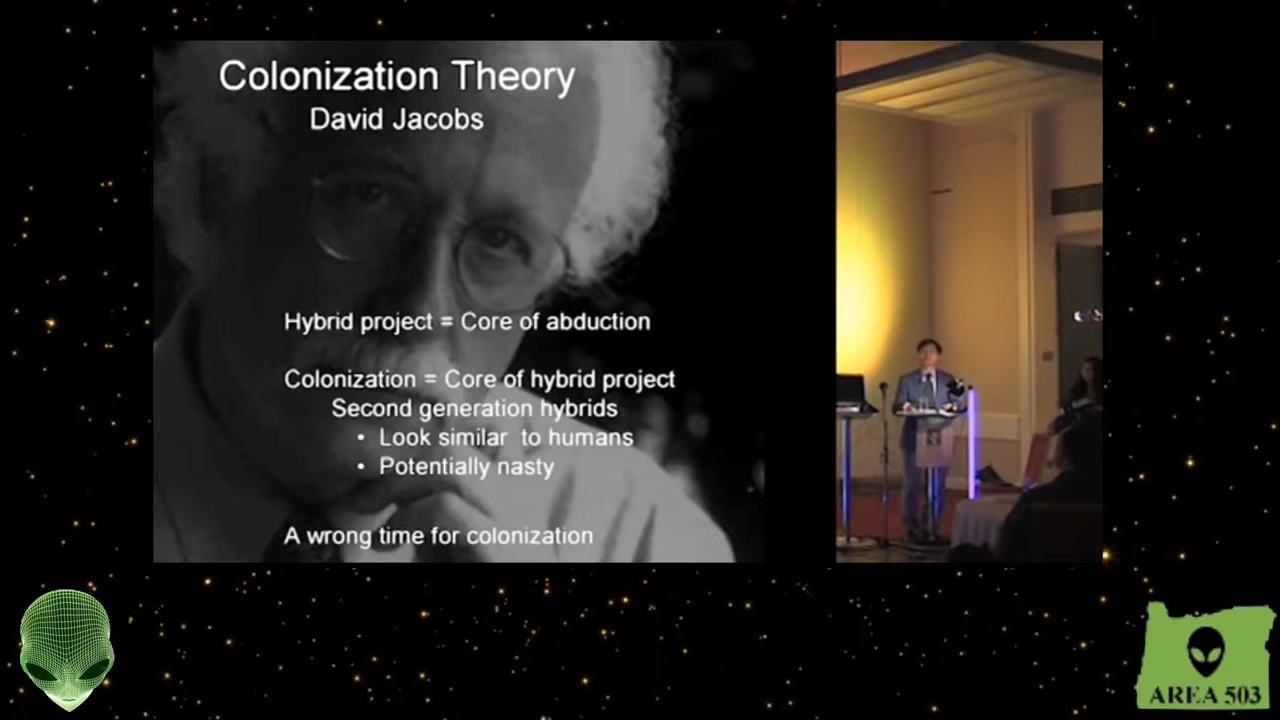 Colonization Theory
David Jacobs
Hybrid project = Core of abduction
Colonization = Core of hybrid project
Second generation hybrids
• Look similar to humans
• Potentially nasty
A wrong time for colonization
AREA 503